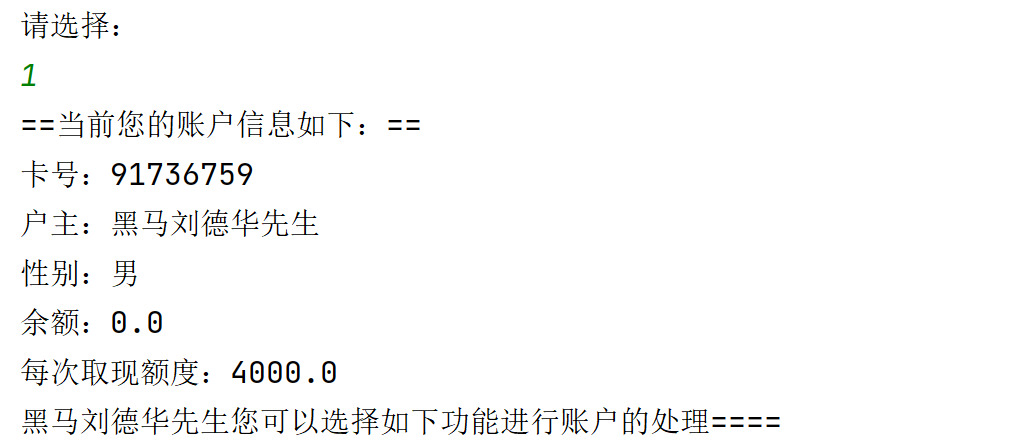 请选择：
1
==当前您的账户信息如下：==
卡号：91736759
户主：黑马刘德华先生
性别：男
余额：0.0
每次取现额度：4000.0
黑马刘德华先生您可以选择如下功能进行账户的处理====